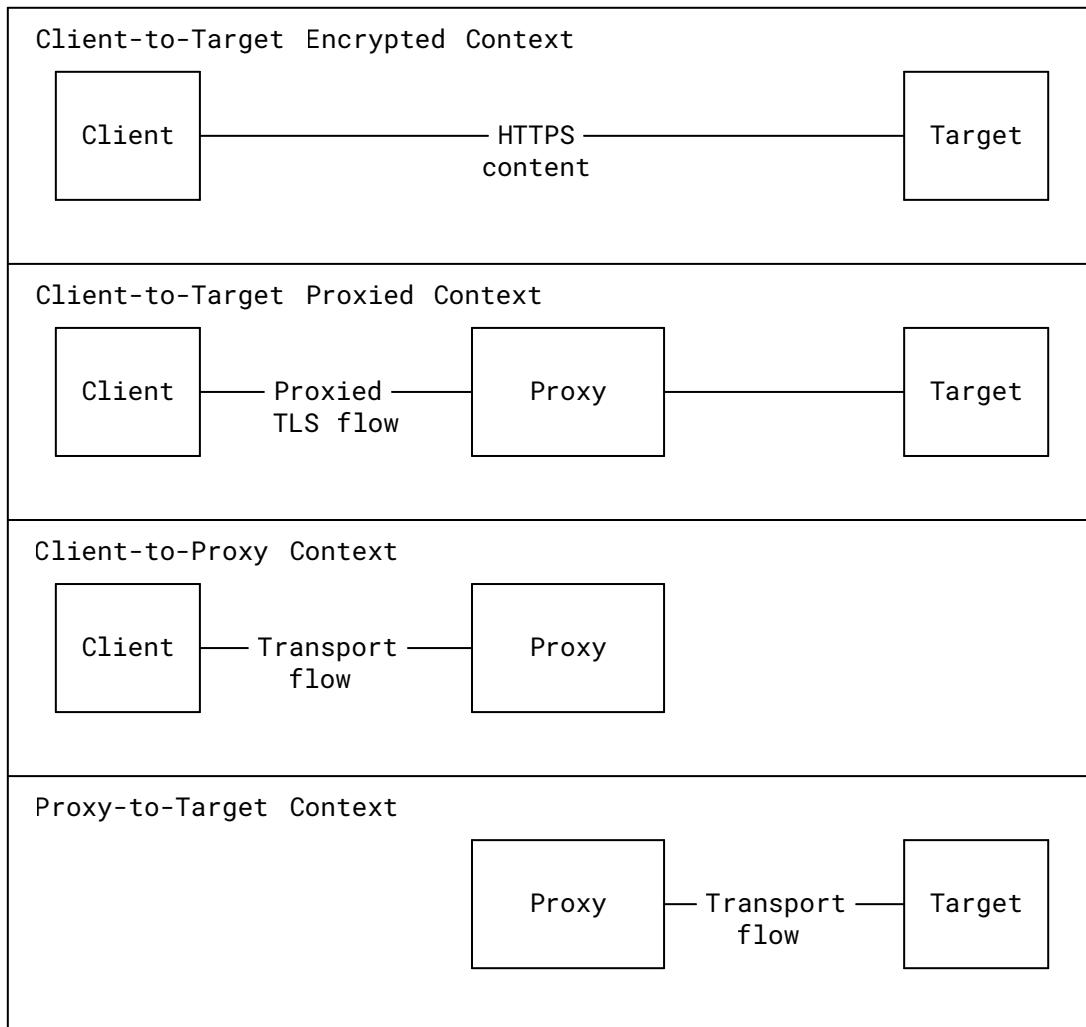 Client-to-Target Encrypted Context
Client
HTTPS
content
Target
Client-to-Target Proxied Context
Client
Proxied
TLS flow
Proxy
Target
Client-to-Proxy Context
Client
Transport
flow
Proxy
Proxy-to-Target Context
Proxy
Transport
flow
Target